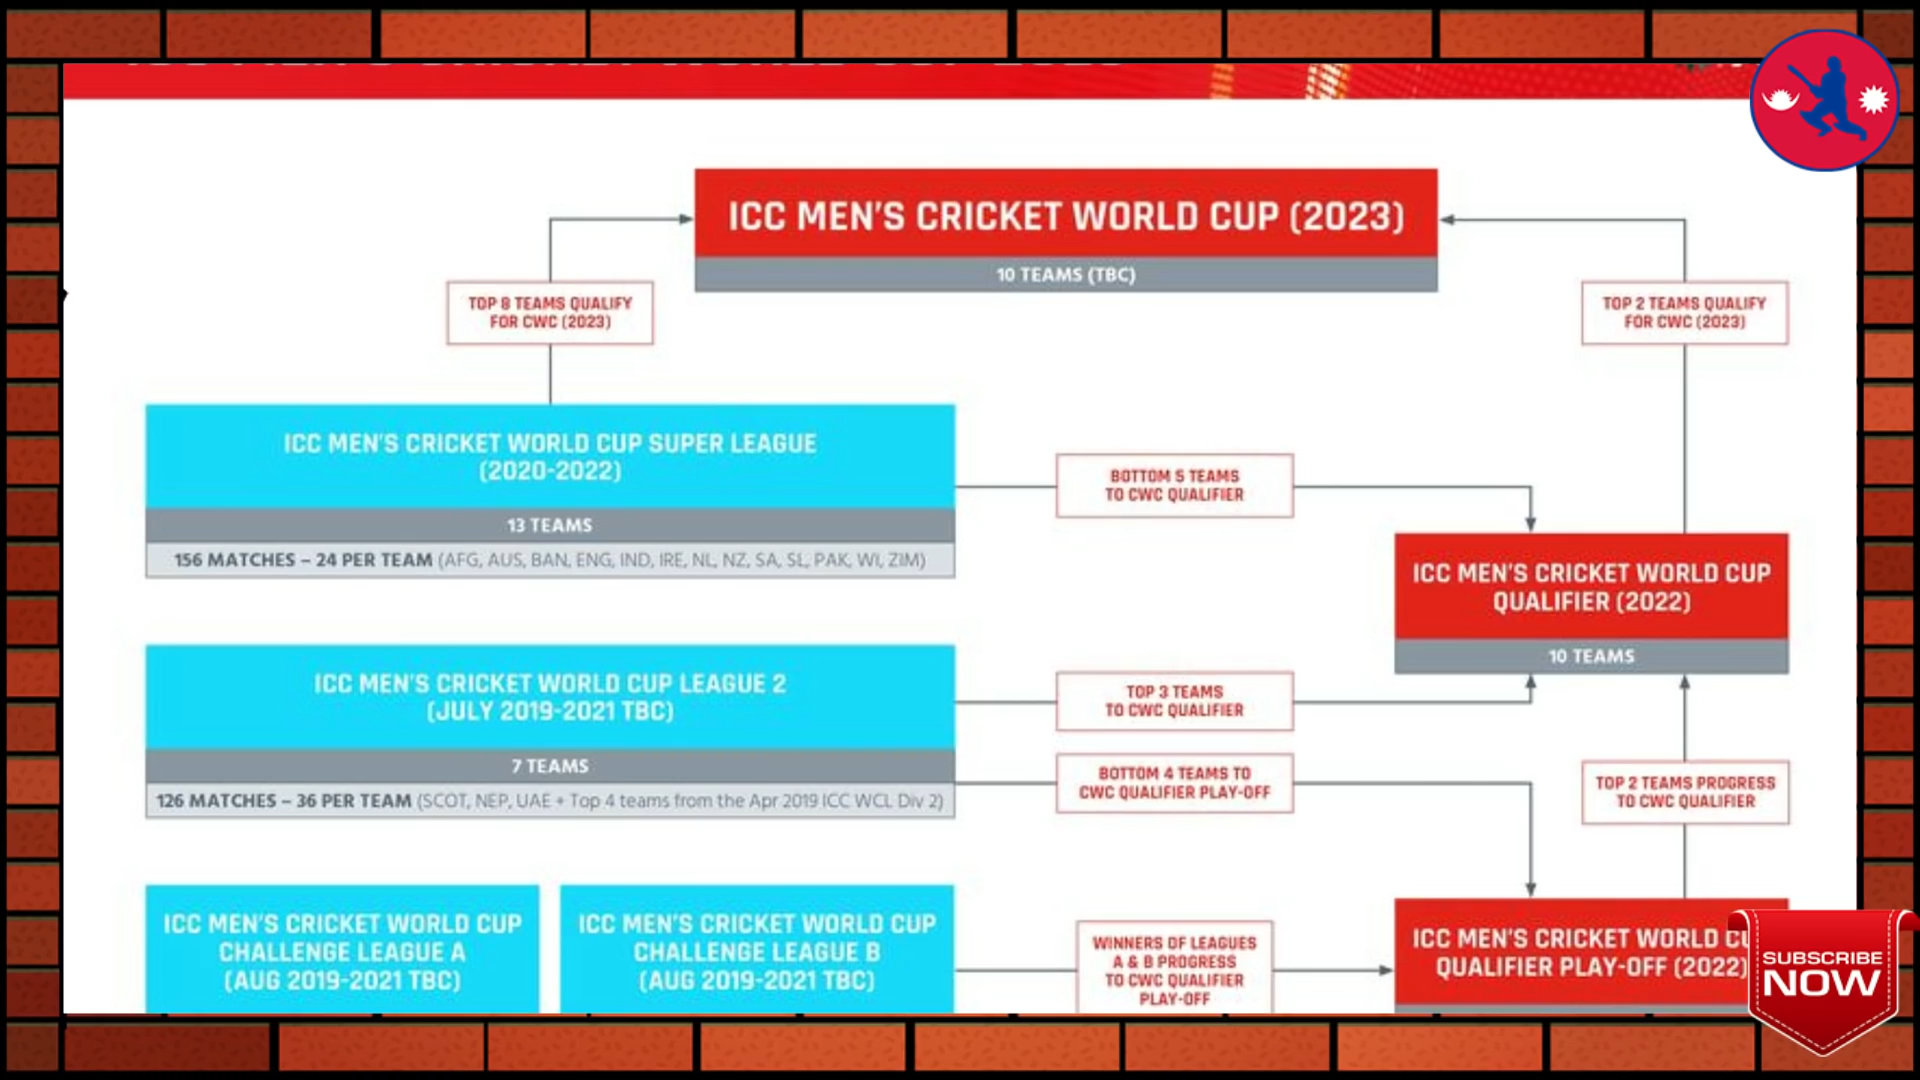 ICC MEN'S CRICKET WORLD CUP (2023)
10 TEAMS (TBC)
TOP 8 TEAMS QUALIFY
FOR CWC (2023)
TOP 2 TEAMS QUALIFY
FOR CWC (2023)
ICC MEN'S CRICKET WORLD CUP SUPER LEAGUE
(2020-2022)
13 TEAMS
156 MATCHES – 24 PER TEAM (AFG, AUS, BAN, ENG, IND, IRE, NL, NZ, SA, SL, PAK, WI, ZIM)
BOTTOM 5 TEAMS
TO CWC QUALIFIER
ICC MEN'S CRICKET WORLD CUP
QUALIFIER (2022)
10 TEAMS
ICC MEN'S CRICKET WORLD CUP LEAGUE 2
(JULY 2019-2021 TBC)
7 TEAMS
126 MATCHES – 36 PER TEAM (SCOT, NEP, UAE + Top 4 teams from the Apr 2019 ICC WCL Div 2)
TOP 3 TEAMS
TO CWC QUALIFIER
BOTTOM 4 TEAMS TO
CWC QUALIFIER PLAY-OFF
TOP 2 TEAMS PROGRESS
TO CWC QUALIFIER
ICC MEN'S CRICKET WORLD CUP
CHALLENGE LEAGUE A
(AUG 2019-2021 TBC)
ICC MEN'S CRICKET WORLD CUP
CHALLENGE LEAGUE B
(AUG 2019-2021 TBC)
WINNERS OF LEAGUES
A & B PROGRESS
TO CWC QUALIFIER
PLAY-OFF
ICC MEN'S CRICKET WORLD CU
QUALIFIER PLAY-OFF (2022)
SUBSCRIBE
NOW